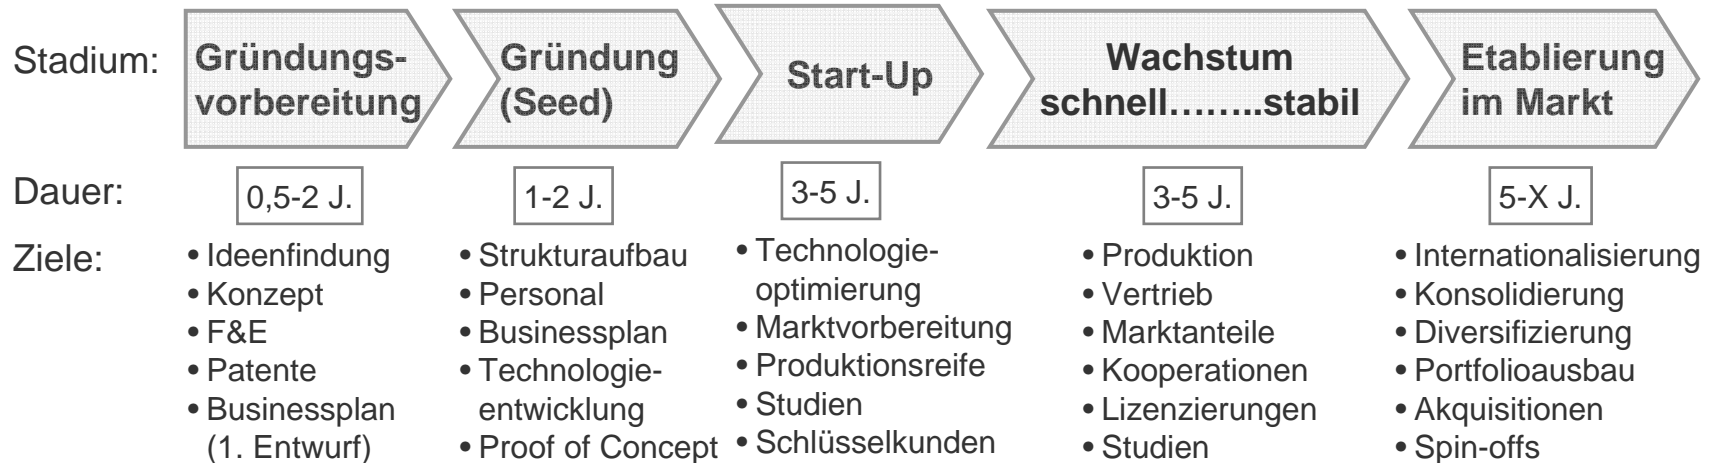 Stadium:
Gründungs-
vorbereitung
Gründung
(Seed)
Start-Up
Wachstum
schnell……..stabil
Etablierung
im Markt
Dauer:
0,5-2 J.
1-2 J.
3-5 J.
3-5 J.
5-X J.
Ziele:
• Ideenfindung
• Konzept
• F&E
• Patente
• Businessplan
(1. Entwurf)
• Strukturaufbau
• Personal
• Businessplan
• Technologie-
entwicklung
• Proof of Concept
• Technologie-
optimierung
• Marktvorbereitung
• Produktionsreife
• Studien
• Schlüsselkunden
• Produktion
• Vertrieb
• Marktanteile
• Kooperationen
• Lizenzierungen
• Studien
• Internationalisierung
• Konsolidierung
• Diversifizierung
• Portfolioausbau
• Akquisitionen
• Spin-offs